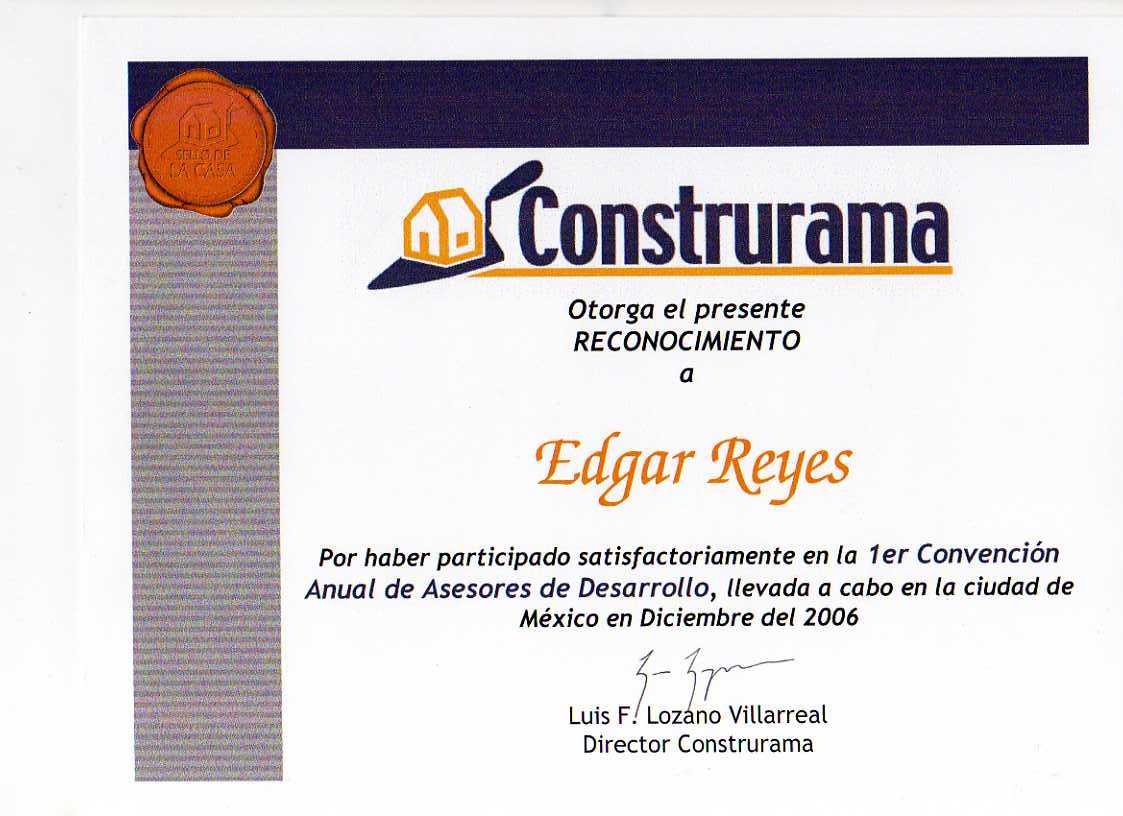 SELLO DE
LA CASA
Construrama
Otorga el presente
RECONOCIMIENTO
a
Edgar Reyes
Por haber participado satisfactoriamente en la 1er Convención
Anual de Asesores de Desarrollo, llevada a cabo en la ciudad de
México en Diciembre del 2006
Luis F. Lozano Villarreal
Director Construrama